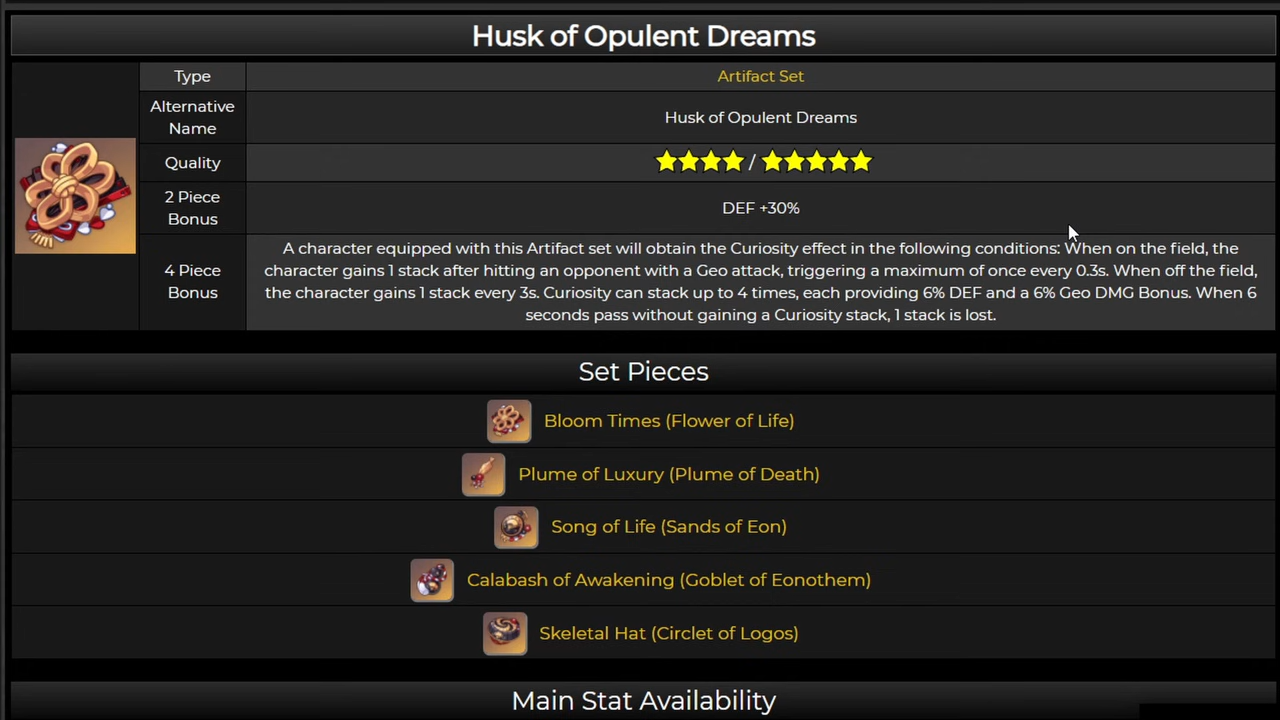 Husk of Opulent Dreams
Type
Artifact Set
Alternative
Name
Husk of Opulent Dreams
Quality
/
2 Piece
Bonus
DEF +30%
4 Piece
Bonus
A character equipped with this Artifact set will obtain the Curiosity effect in the following conditions: When on the field, the
character gains 1 stack after hitting an opponent with a Geo attack, triggering a maximum of once every 0.3s. When off the field,
the character gains 1 stack every 3s. Curiosity can stack up to 4 times, each providing 6% DEF and a 6% Geo DMG Bonus. When 6
seconds pass without gaining a Curiosity stack, 1 stack is lost.
Set Pieces
Bloom Times (Flower of Life)
Plume of Luxury (Plume of Death)
Song of Life (Sands of Eon)
Calabash of Awakening (Goblet of Eonothem)
Skeletal Hat (Circlet of Logos)
Main Stat Availability